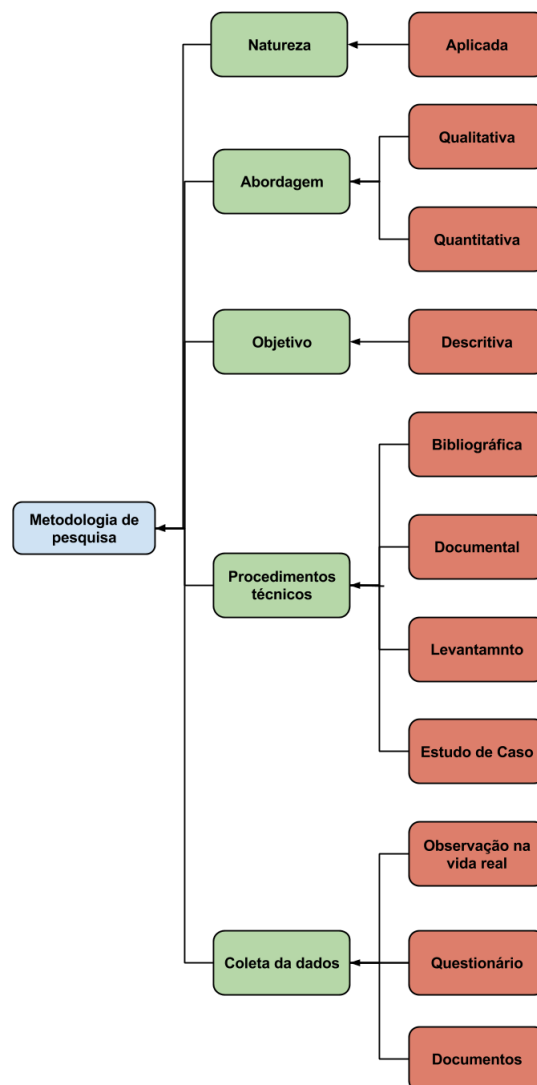 Natureza
Aplicada
Abordagem
Qualitativa
Quantitativa
Objetivo
Descritiva
Metodologia de
pesquisa
Procedimentos
técnicos
Bibliográfica
Documental
Levantamnto
Estudo de Caso
Coleta da dados
Observação na
vida real
Questionário
Documentos